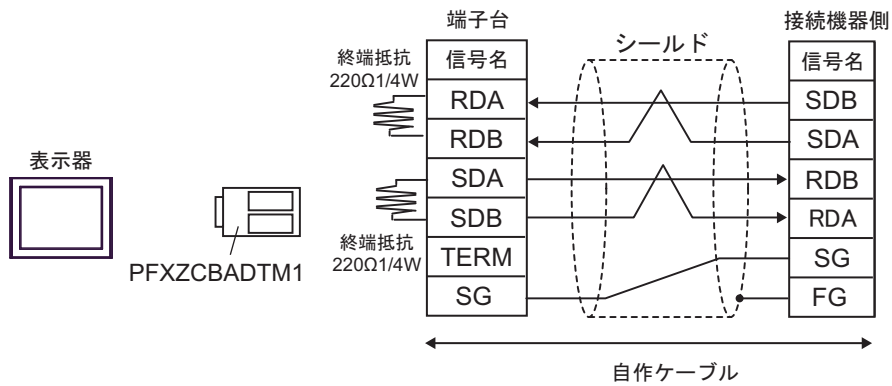 端子台
接続機器側
シールド
終端抵抗
220Ω1/4W
信号名
信号名
RDA
SDB
RDB
SDA
表示器
SDA
RDB
SDB
RDA
終端抵抗
220Ω1/4W
TERM
SG
PFXZCBADTM1
SG
FG
自作ケーブル